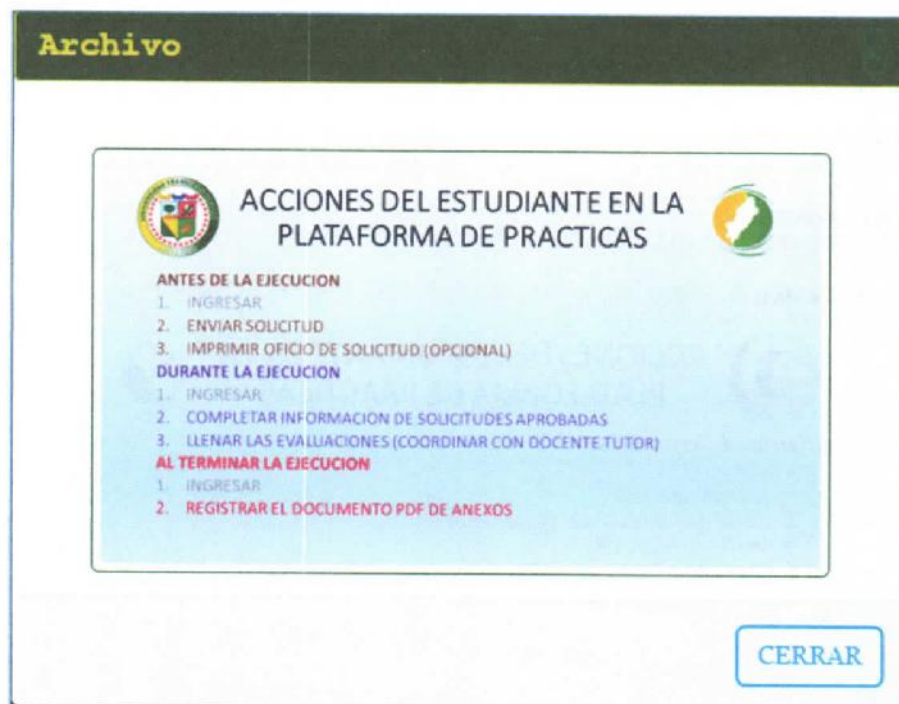 Archivo
ACCIONES DEL ESTUDIANTE EN LA
PLATAFORMA DE PRACTICAS
ANTES DE LA EJECUCION
1. INGRESAR
2. ENVIAR SOLICITUD
3. IMPRIMIR OFICIO DE SOLICITUD (OPCIONAL)
DURANTE LA EJECUCION
1. INGRESAR
2. COMPLETAR INFORMACION DE SOLICITUDES APROBADAS
3. LLENAR LAS EVALUACIONES (COORDINAR CON DOCENTE TUTOR)
AL TERMINAR LA EJECUCION
1. INGRESAR
2. REGISTRAR EL DOCUMENTO PDF DE ANEXOS
CERRAR